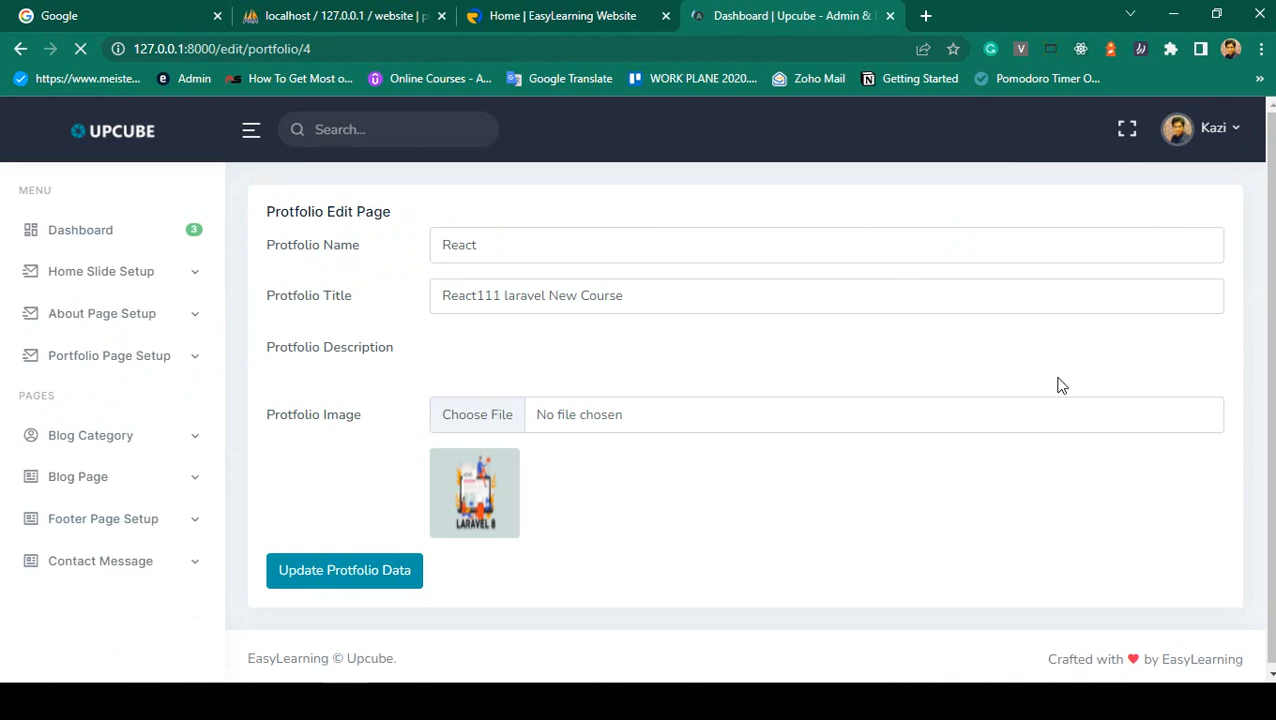 Google
localhost / 127.0.0.1 / website | p
Home | EasyLearning Website
Dashboard | Upcube - Admin &
127.0.0.1:8000/edit/portfolio/4
https://www.meiste...
Admin
How To Get Most o...
Online Courses - A...
Google Translate
WORK PLANE 2020....
Zoho Mail
Getting Started
Pomodoro Timer O...
UPCUBE
Search...
Kazi
MENU
Dashboard
3
Home Slide Setup
About Page Setup
Portfolio Page Setup
PAGES
Blog Category
Blog Page
Footer Page Setup
Contact Message
Protfolio Edit Page
Protfolio Name
React
Protfolio Title
React111 laravel New Course
Protfolio Description
Protfolio Image
Choose File
No file chosen
LARAVEL 8
Update Protfolio Data
EasyLearning © Upcube.
Crafted with ❤ by EasyLearning